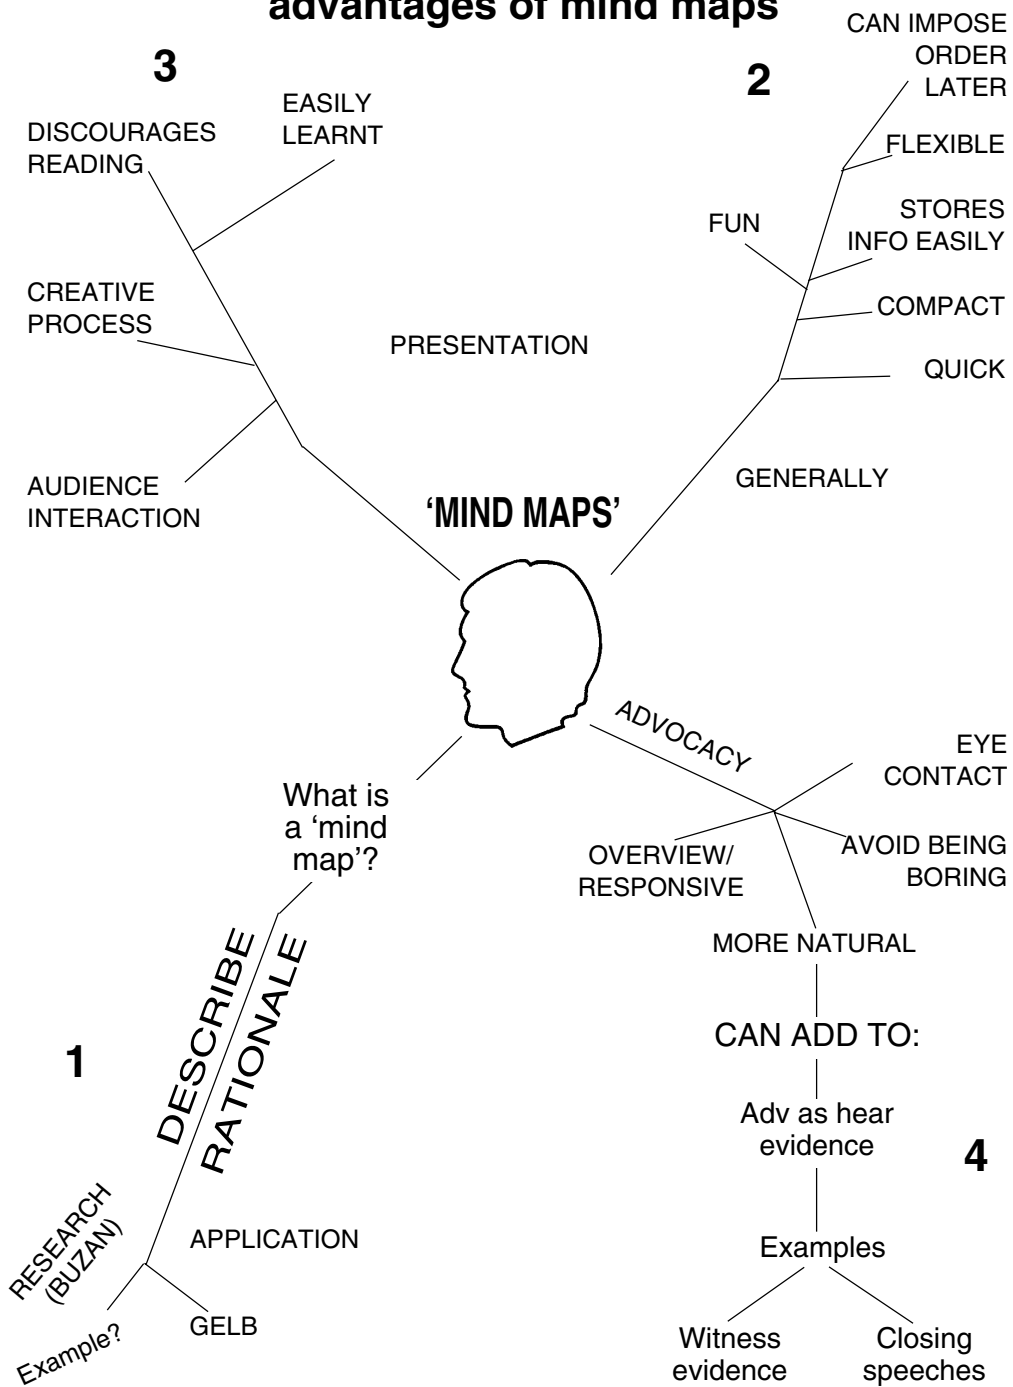 advantages of mind maps
3
EASILY
LEARNT
DISCOURAGES
READING
CREATIVE
PROCESS
AUDIENCE
INTERACTION
PRESENTATION
2
CAN IMPOSE
ORDER
LATER
FLEXIBLE
FUN
STORES
INFO EASILY
COMPACT
QUICK
GENERALLY
‘MIND MAPS’
What is
a ‘mind
map’?
DESCRIBE
RATIONALE
1
RESEARCH
(BUZAN)
APPLICATION
Example?
GELB
ADVOCACY
EYE
CONTACT
OVERVIEW/
RESPONSIVE
AVOID BEING
BORING
MORE NATURAL
CAN ADD TO:
Adv as hear
evidence
4
Examples
Witness
evidence
Closing
speeches